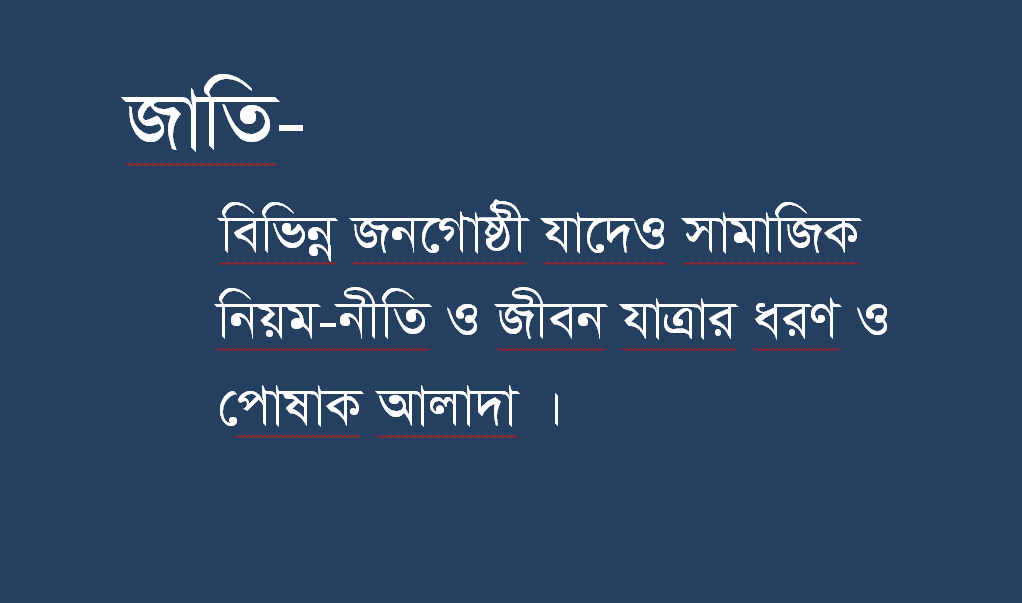 জাতি-
বিভিন্ন জনগোষ্ঠী যাদেও সামাজিক
নিয়ম-নীতি ও জীবন যাত্রার ধরণ ও
পোষাক আলাদা ।